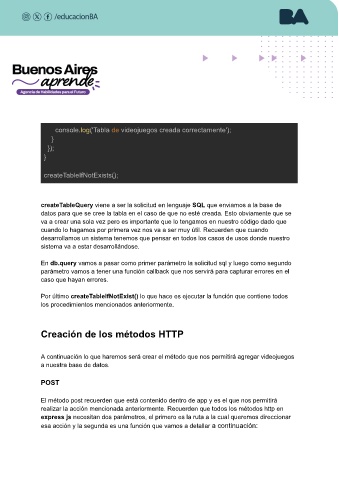 /educacionBA
BA
Buenos Aires
aprende
Agencia de Habilidades para el Futuro
console.log('Tabla de videojuegos creada correctamente');
}
});
}
createTableIfNotExists();
createTableQuery viene a ser la solicitud en lenguaje SQL que enviamos a la base de
datos para que se cree la tabla en el caso de que no esté creada. Esto obviamente que se
va a crear una sola vez pero es importante que lo tengamos en nuestro código dado que
cuando lo hagamos por primera vez nos va a ser muy útil. Recuerden que cuando
desarrollamos un sistema tenemos que pensar en todos los casos de usos donde nuestro
sistema va a estar desarrollándose.
En db.query vamos a pasar como primer parámetro la solicitud sql y luego como segundo
parámetro vamos a tener una función callback que nos servirá para capturar errores en el
caso que hayan errores.
Por último createTableIfNotExist() lo que hace es ejecutar la función que contiene todos
los procedimientos mencionados anteriormente.
Creación de los métodos HTTP
A continuación lo que haremos será crear el método que nos permitirá agregar videojuegos
a nuestra base de datos.
POST
El método post recuerden que está contenido dentro de app y es el que nos permitirá
realizar la acción mencionada anteriormente. Recuerden que todos los métodos http en
express js necesitan dos parámetros, el primero es la ruta a la cual queremos direccionar
esa acción y la segunda es una función que vamos a detallar a continuación: